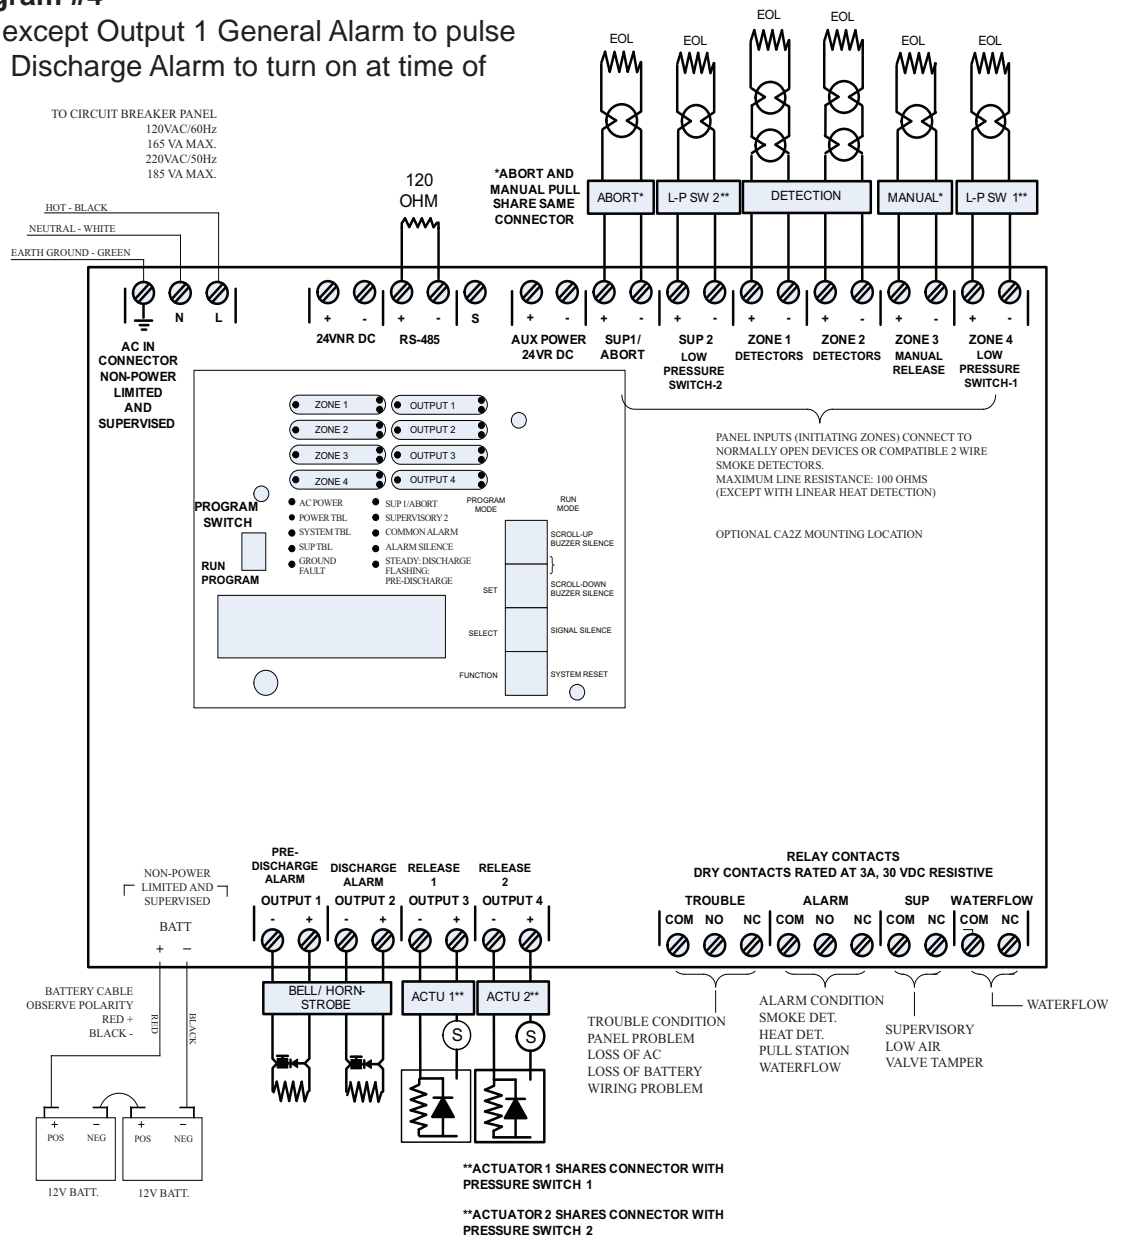 gram #4
except Output 1 General Alarm to pulse
Discharge Alarm to turn on at time of
TO CIRCUIT BREAKER PANEL
120VAC/60Hz
165 VA MAX.
220VAC/50Hz
185 VA MAX.
HOT - BLACK
NEUTRAL - WHITE
EARTH GROUND - GREEN
120
OHM
*ABORT AND
MANUAL PULL
SHARE SAME
CONNECTOR
EOL
EOL
EOL
EOL
EOL
EOL
ABORT*
L-P SW 2**
DETECTION
MANUAL*
L-P SW 1**
N
L
+ -
+ -
S
+ -
+ -
+ -
+ -
+ -
+ -
+ -
AC IN
CONNECTOR
NON-POWER
LIMITED
AND
SUPERVISED
24VNR DC
RS-485
AUX POWER
24VR DC
SUP1/
ABORT
SUP 2
LOW
PRESSURE
SWITCH-2
ZONE 1
DETECTORS
ZONE 2
DETECTORS
ZONE 3
MANUAL
RELEASE
ZONE 4
LOW
PRESSURE
SWITCH-1
PANEL INPUTS (INITIATING ZONES) CONNECT TO
NORMALLY OPEN DEVICES OR COMPATIBLE 2 WIRE
SMOKE DETECTORS.
MAXIMUM LINE RESISTANCE: 100 OHMS
(EXCEPT WITH LINEAR HEAT DETECTION)
OPTIONAL CA2Z MOUNTING LOCATION
ZONE 1
OUTPUT 1
ZONE 2
OUTPUT 2
ZONE 3
OUTPUT 3
ZONE 4
OUTPUT 4
PROGRAM
SWITCH
RUN
PROGRAM
AC POWER
POWER TBL
SYSTEM TBL
SUP TBL
GROUND
FAULT
SUP 1/ABORT
SUPERVISORY 2
COMMON ALARM
ALARM SILENCE
STEADY: DISCHARGE
FLASHING:
PRE-DISCHARGE
PROGRAM
MODE
RUN
MODE
SCROLL-UP
BUZZER SILENCE
}
SET
SCROLL-DOWN
BUZZER SILENCE
SELECT
SIGNAL SILENCE
FUNCTION
SYSTEM RESET
NON-POWER
LIMITED AND
SUPERVISED
BATT
+ -
PRE-
DISCHARGE
ALARM
OUTPUT 1
- +
DISCHARGE
ALARM
OUTPUT 2
- +
RELEASE
1
OUTPUT 3
- +
RELEASE
2
OUTPUT 4
- +
RELAY CONTACTS
DRY CONTACTS RATED AT 3A, 30 VDC RESISTIVE
TROUBLE
COM NO NC
ALARM
COM NO NC
SUP
COM NC
WATERFLOW
COM NC
BATTERY CABLE
OBSERVE POLARITY
RED +
BLACK -
RED
BLACK
BELL/ HORN-
STROBE
ACTU 1**
ACTU 2**
S
S
TROUBLE CONDITION
PANEL PROBLEM
LOSS OF AC
LOSS OF BATTERY
WIRING PROBLEM
ALARM CONDITION
SMOKE DET.
HEAT DET.
PULL STATION
WATERFLOW
SUPERVISORY
LOW AIR
VALVE TAMPER
WATERFLOW
+ -
POS NEG
+ -
POS NEG
12V BATT.
12V BATT.
**ACTUATOR 1 SHARES CONNECTOR WITH
PRESSURE SWITCH 1
**ACTUATOR 2 SHARES CONNECTOR WITH
PRESSURE SWITCH 2